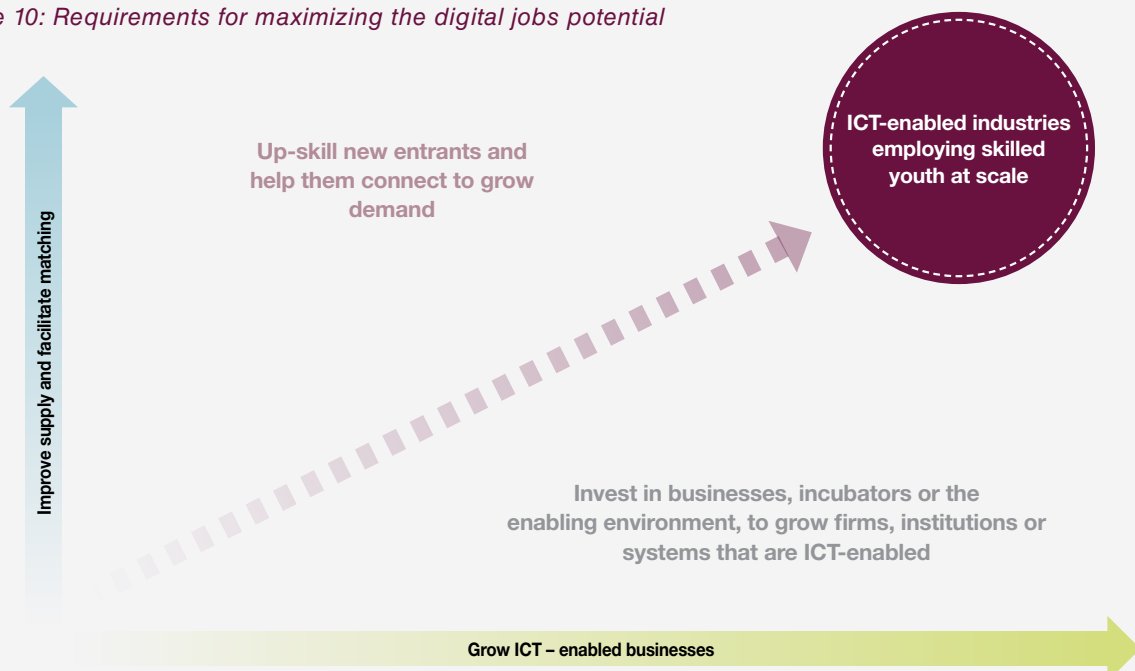 10: Requirements for maximizing the digital jobs potential
ICT-enabled industries
employing skilled
youth at scale
Up-skill new entrants and
help them connect to grow
demand
Improve supply and facilitate matching
Invest in businesses, incubators or the
enabling environment, to grow firms, institutions or
systems that are ICT-enabled
Grow ICT – enabled businesses